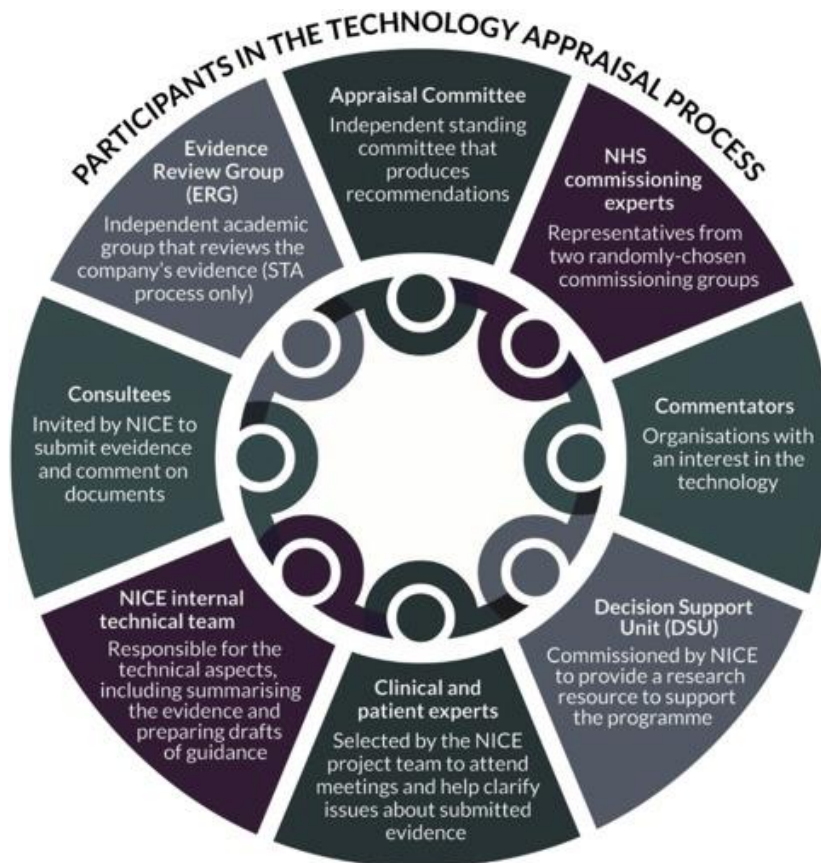 PARTICIPANTS IN THE TECHNOLOGY APPRAISAL PROCESS
Appraisal Committee
Independent standing
committee that
produces
recommendations
NHS
commissioning
experts
Representatives from
two randomly-chosen
commissioning groups
Commentators
Organisations with
an interest in the
technology
Decision Support
Unit (DSU)
Commissioned by NICE
to provide a research
resource to support
the programme
Clinical and
patient experts
Selected by the NICE
project team to attend
meetings and help clarify
issues about submitted
evidence
NICE internal
technical team
Responsible for the
technical aspects,
including summarising
the evidence and
preparing drafts
of guidance
Consultees
Invited by NICE to
submit eveidence
and comment on
documents
Evidence
Review Group
(ERG)
Independent academic
group that reviews the
company's evidence (STA
process only)